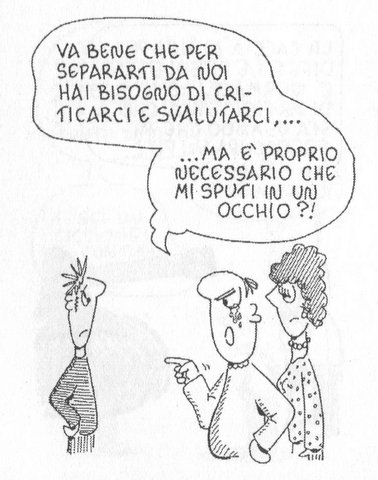 VA BENE CHE PER
SEPARARTI DA NOI
HAI BISOGNO DI CRI-
TICARCI E SVALUTARCI,...
...MA È PROPRIO
NECESSARIO CHE
MI SPUTI IN UN
OCCHIO?!